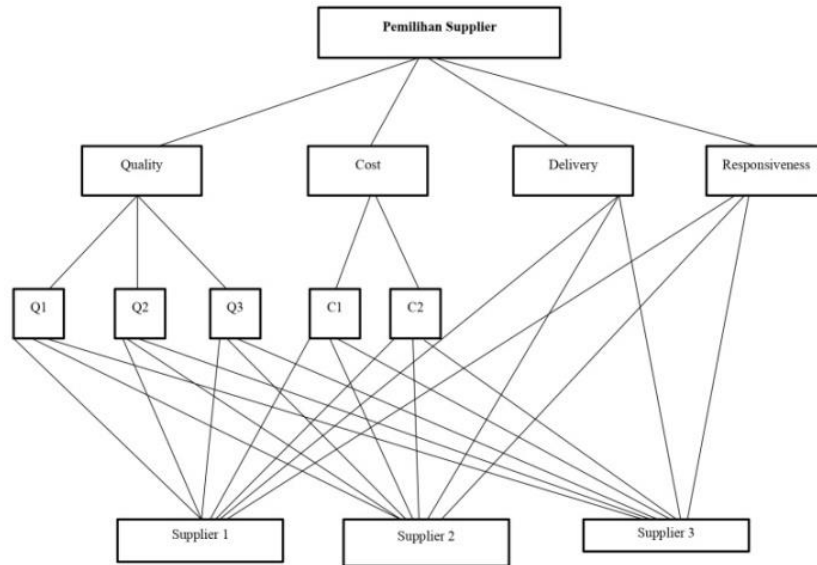 Pemilihan Supplier
Quality
Cost
Delivery
Responsiveness
Q1
Q2
Q3
C1
C2
Supplier 1
Supplier 2
Supplier 3